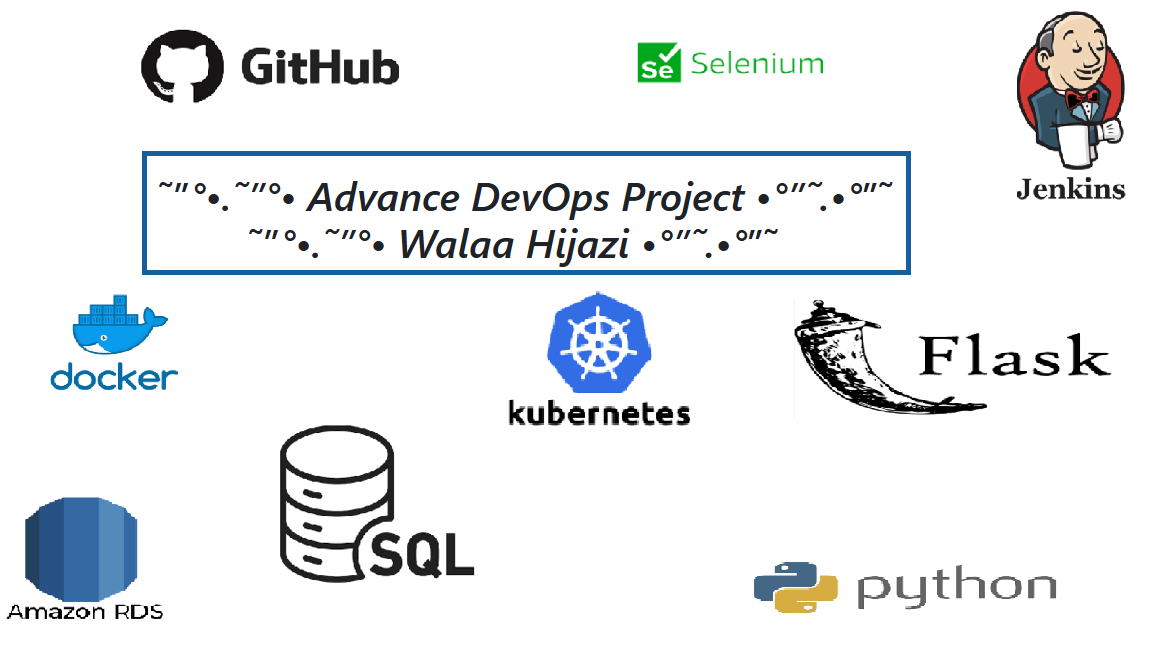 GitHub
Se Selenium
Jenkins
˜”°•.˜”°• Advance DevOps Project •°”˜.•°”˜
˜”°•.˜”°• Walaa Hijazi •°”˜.•°”˜
docker
kubernetes
Flask
SQL
Amazon RDS
python